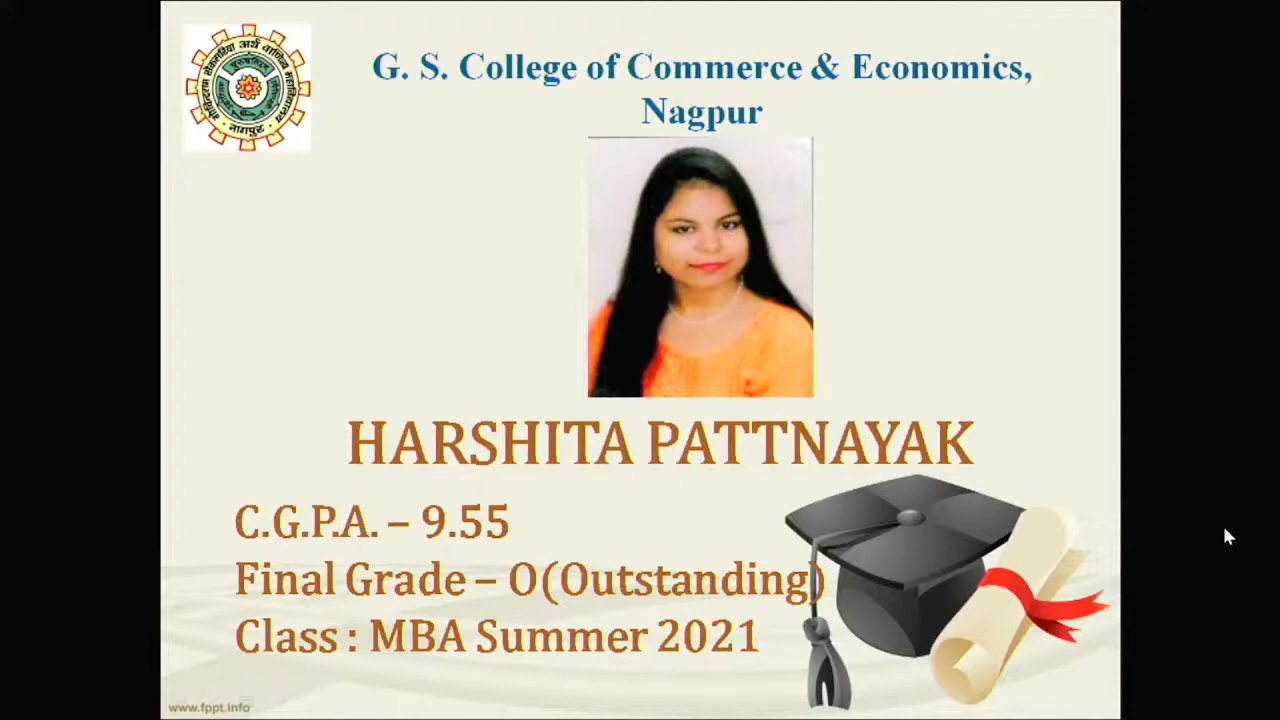 G. S. College of Commerce & Economics,
Nagpur
नागपुर
HARSHITA PATTNAYAK
C.G.P.A. – 9.55
Final Grade – O(Outstanding)
Class : MBA Summer 2021
www.fppt.info